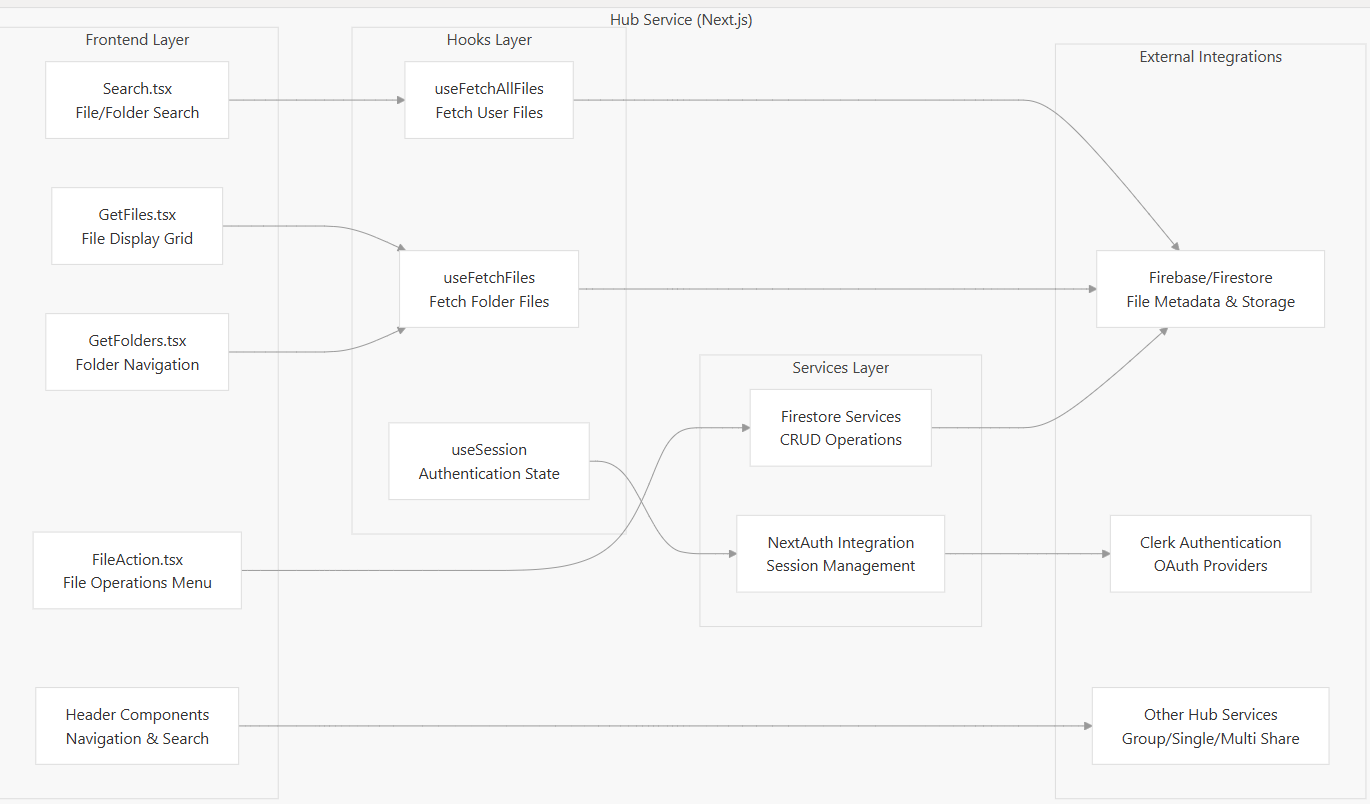 Hub Service (Next.js)
Frontend Layer
Search.tsx
File/Folder Search
GetFiles.tsx
File Display Grid
GetFolders.tsx
Folder Navigation
FileAction.tsx
File Operations Menu
Header Components
Navigation & Search
Hooks Layer
useFetchAllFiles
Fetch User Files
useFetchFiles
Fetch Folder Files
useSession
Authentication State
Services Layer
Firestore Services
CRUD Operations
NextAuth Integration
Session Management
External Integrations
Firebase/Firestore
File Metadata & Storage
Clerk Authentication
OAuth Providers
Other Hub Services
Group/Single/Multi Share